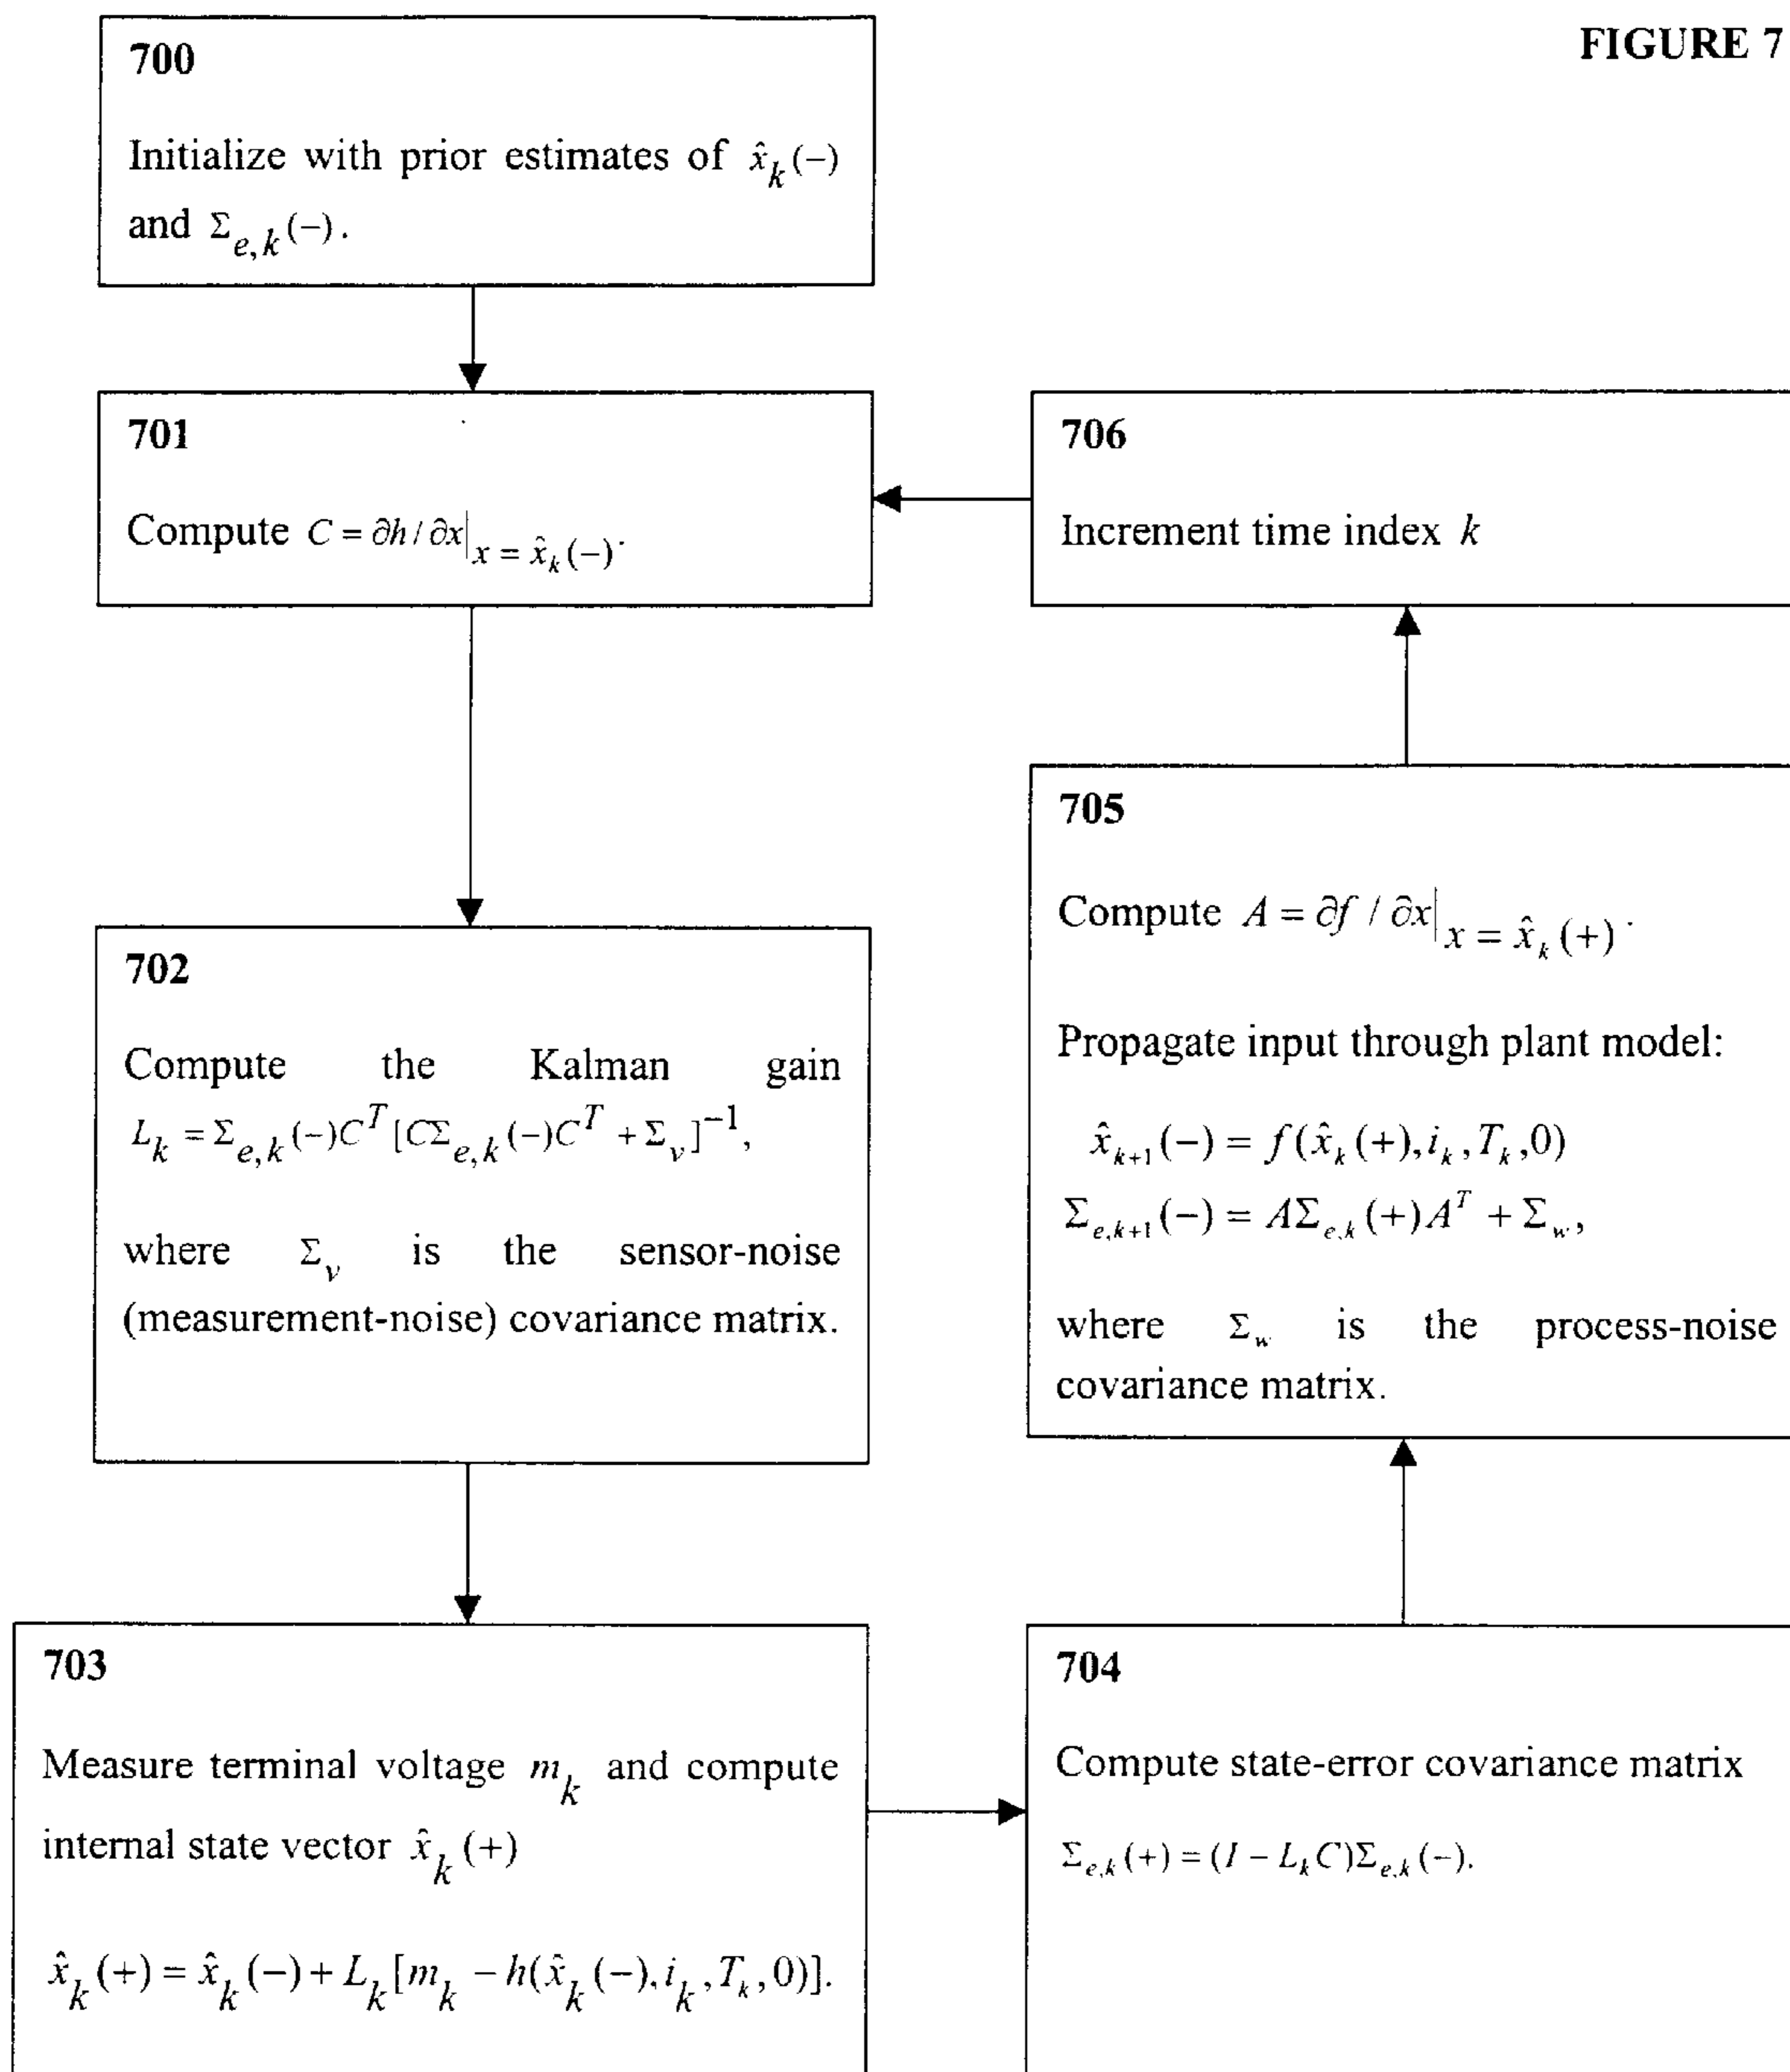 FIGURE 7
700
Initialize with prior estimates of x̂_k(−)
and Σ_{e,k}(−).
701
Compute C = ∂h/∂x|_{x = x̂_k(−)}.
702
Compute the Kalman gain
L_k = Σ_{e,k}(−)C^T[CΣ_{e,k}(−)C^T + Σ_v]^{−1},
where Σ_v is the sensor-noise
(measurement-noise) covariance matrix.
703
Measure terminal voltage m_k and compute
internal state vector x̂_k(+)
x̂_k(+) = x̂_k(−) + L_k[m_k − h(x̂_k(−), i_k, T_k, 0)].
704
Compute state-error covariance matrix
Σ_{e,k}(+) = (I − L_kC)Σ_{e,k}(−).
705
Compute A = ∂f / ∂x|_{x = x̂_k(+)}.
Propagate input through plant model:
x̂_{k+1}(−) = f(x̂_k(+), i_k, T_k, 0)
Σ_{e,k+1}(−) = AΣ_{e,k}(+)A^T + Σ_w,
where Σ_w is the process-noise
covariance matrix.
706
Increment time index k